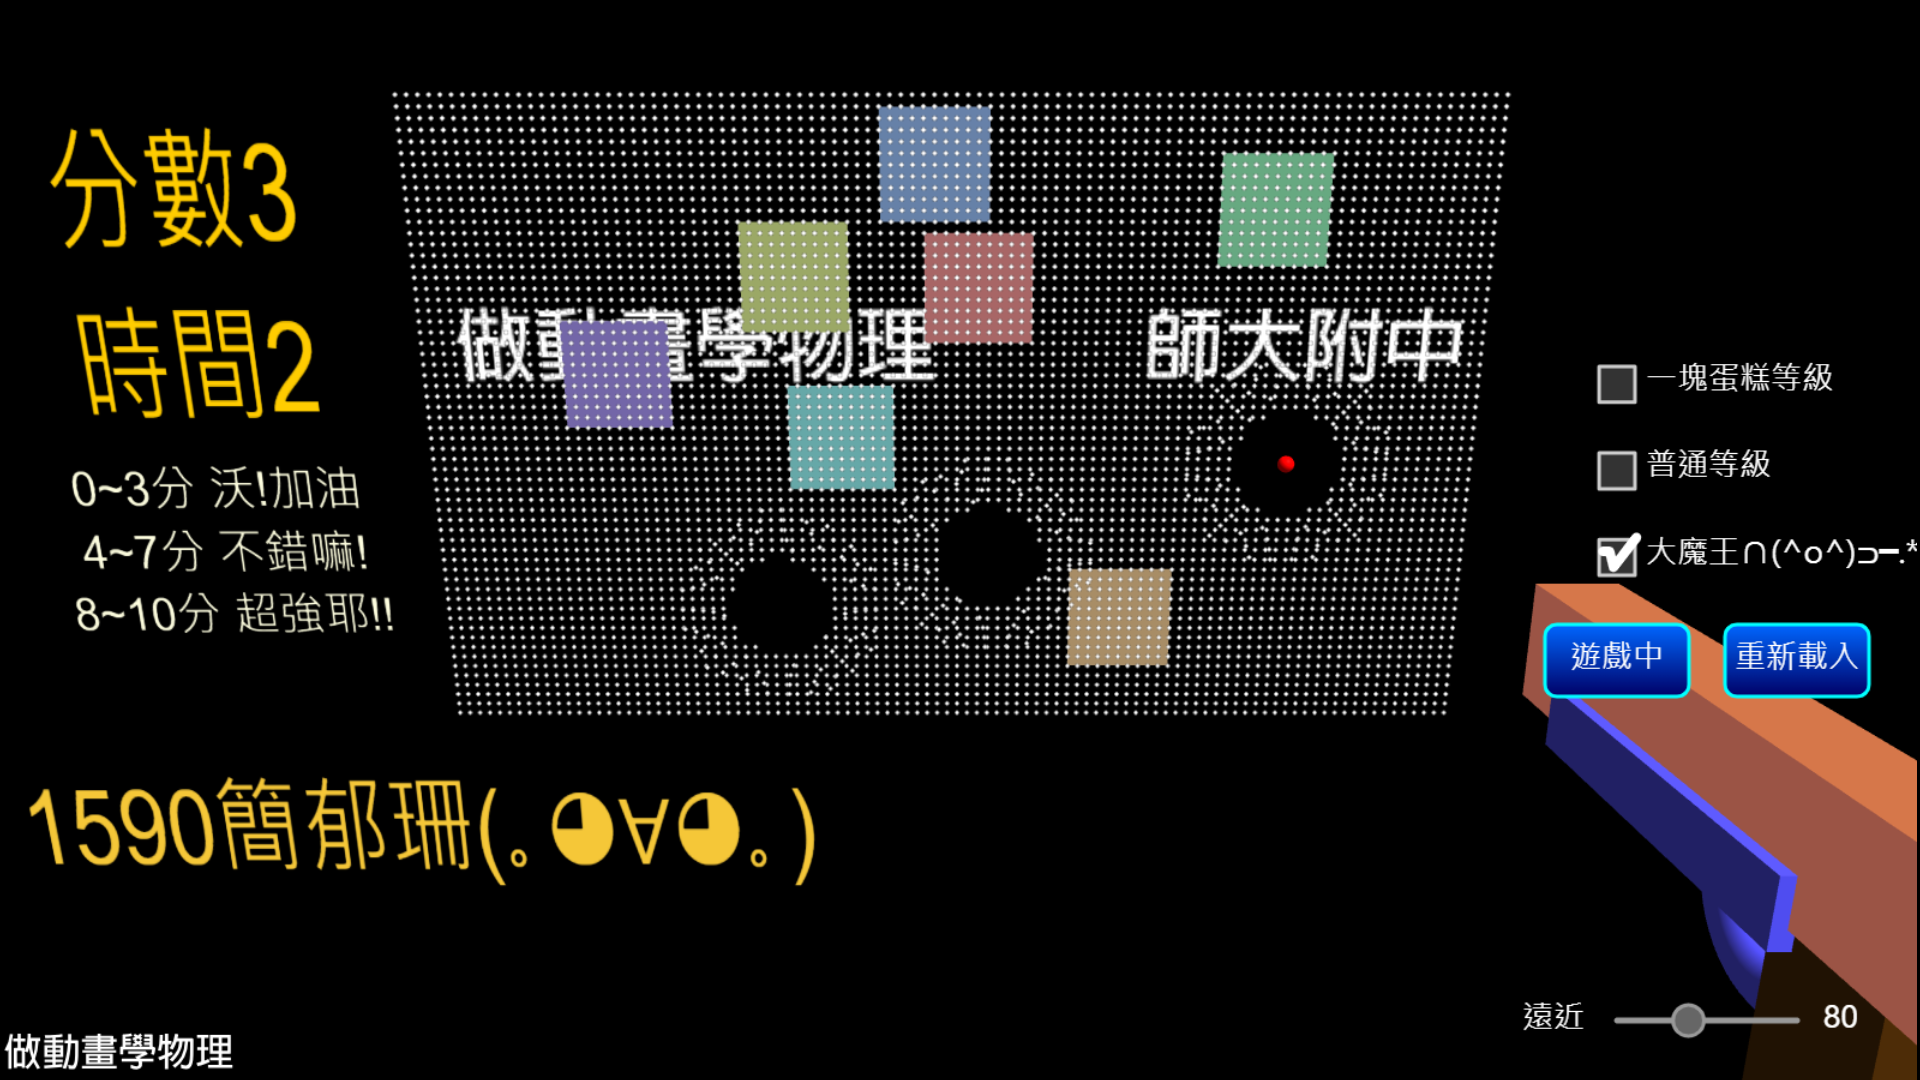 分數3
時間2
0~3分 沃!加油
4~7分 不錯嘛!
8~10分 超強耶!!
做動畫學物理 師大附中
一塊蛋糕等級
普通等級
大魔王∩(^o^)⊃━.*
遊戲中 重新載入
1590簡郁珊(｡◕∀◕｡)
遠近 80
做動畫學物理